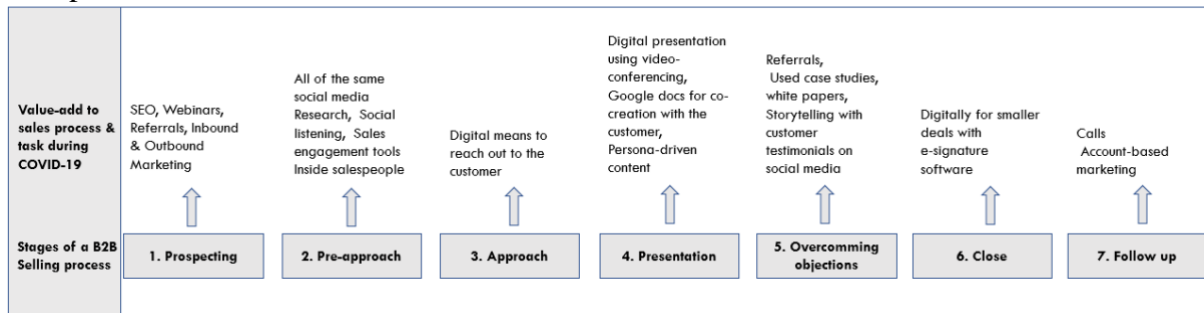 Value-add to
sales process &
task during
COVID-19
SEO, Webinars,
Referrals, Inbound
& Outbound
Marketing
All of the same
social media
Research, Social
listening, Sales
engagement tools
Inside salespeople
Digital means to
reach out to the
customer
Digital presentation
using video-
conferencing,
Google docs for co-
creation with the
customer,
Persona-driven
content
Referrals,
Used case studies,
white papers,
Storytelling with
customer
testimonials on
social media
Digitally for smaller
deals with
e-signature
software
Calls
Account-based
marketing
Stages of a B2B
Selling process
1. Prospecting
2. Pre-approach
3. Approach
4. Presentation
5. Overcomming
objections
6. Close
7. Follow up